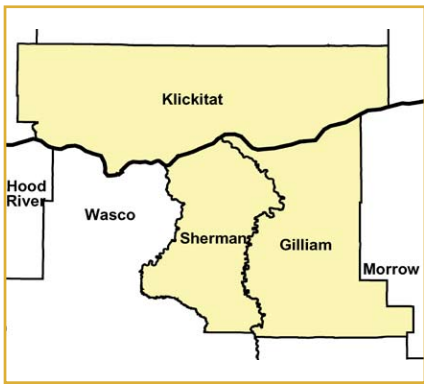 Klickitat
Hood
River
Wasco
Sherman
Gilliam
Morrow